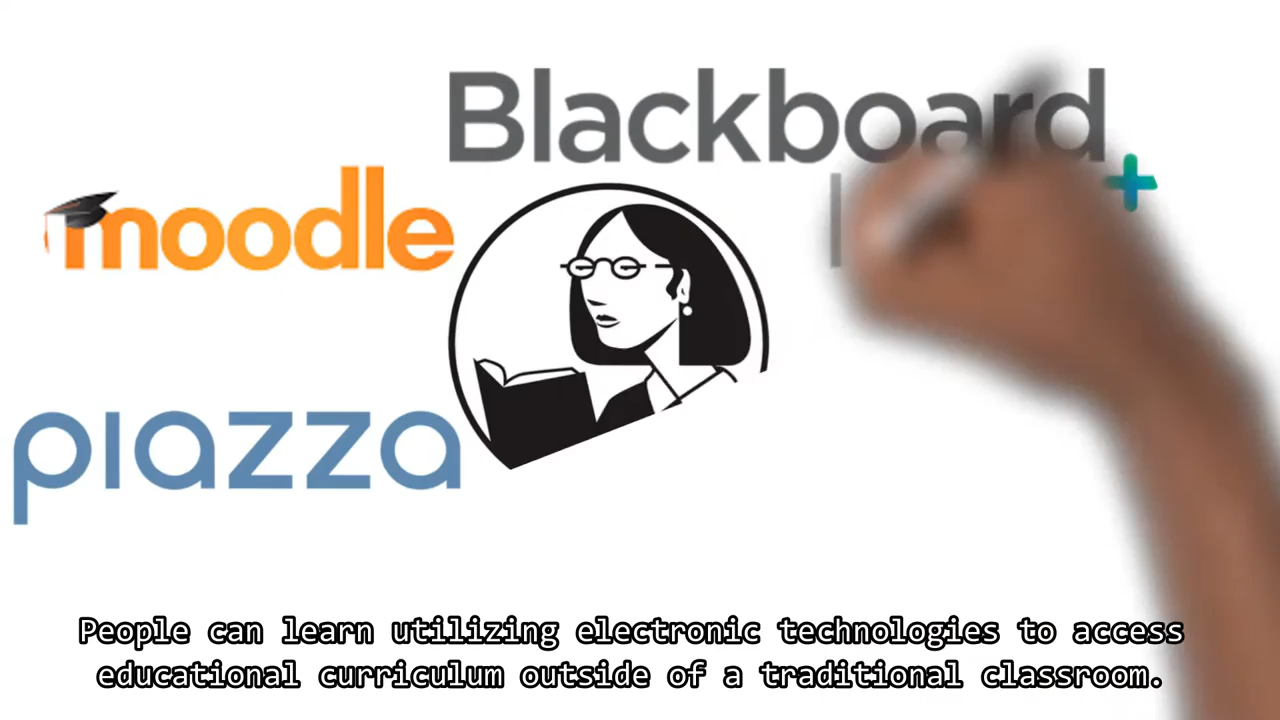 Blackboard
moodle
piazza
People can learn utilizing electronic technologies to access
educational curriculum outside of a traditional classroom.